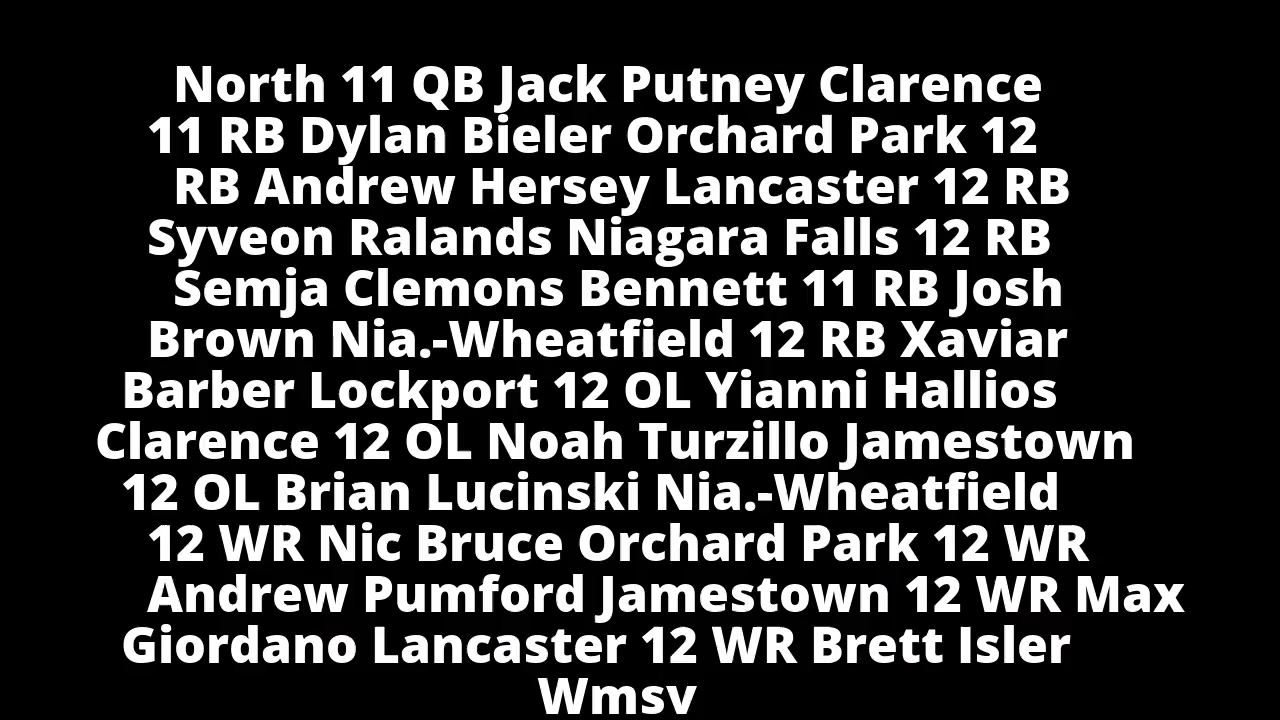 North 11 QB Jack Putney Clarence
11 RB Dylan Bieler Orchard Park 12
RB Andrew Hersey Lancaster 12 RB
Syveon Ralands Niagara Falls 12 RB
Semja Clemons Bennett 11 RB Josh
Brown Nia.-Wheatfield 12 RB Xaviar
Barber Lockport 12 OL Yianni Hallios
Clarence 12 OL Noah Turzillo Jamestown
12 OL Brian Lucinski Nia.-Wheatfield
12 WR Nic Bruce Orchard Park 12 WR
Andrew Pumford Jamestown 12 WR Max
Giordano Lancaster 12 WR Brett Isler
Wmsv